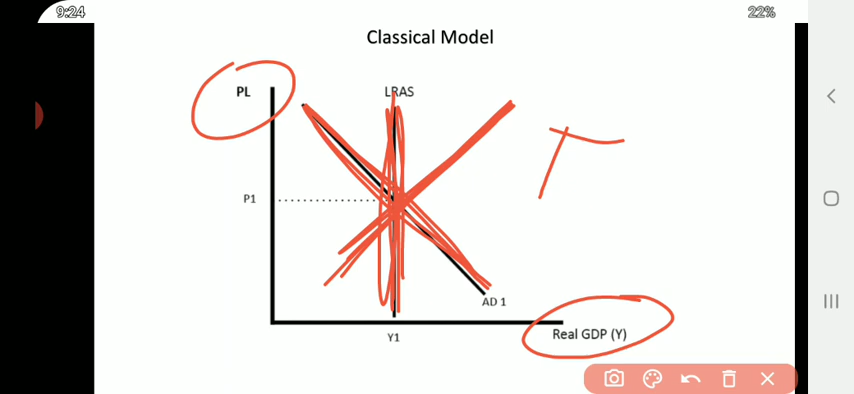 9:24
22%
Classical Model
PL
LRAS
P1
AD 1
Real GDP (Y)
Y1